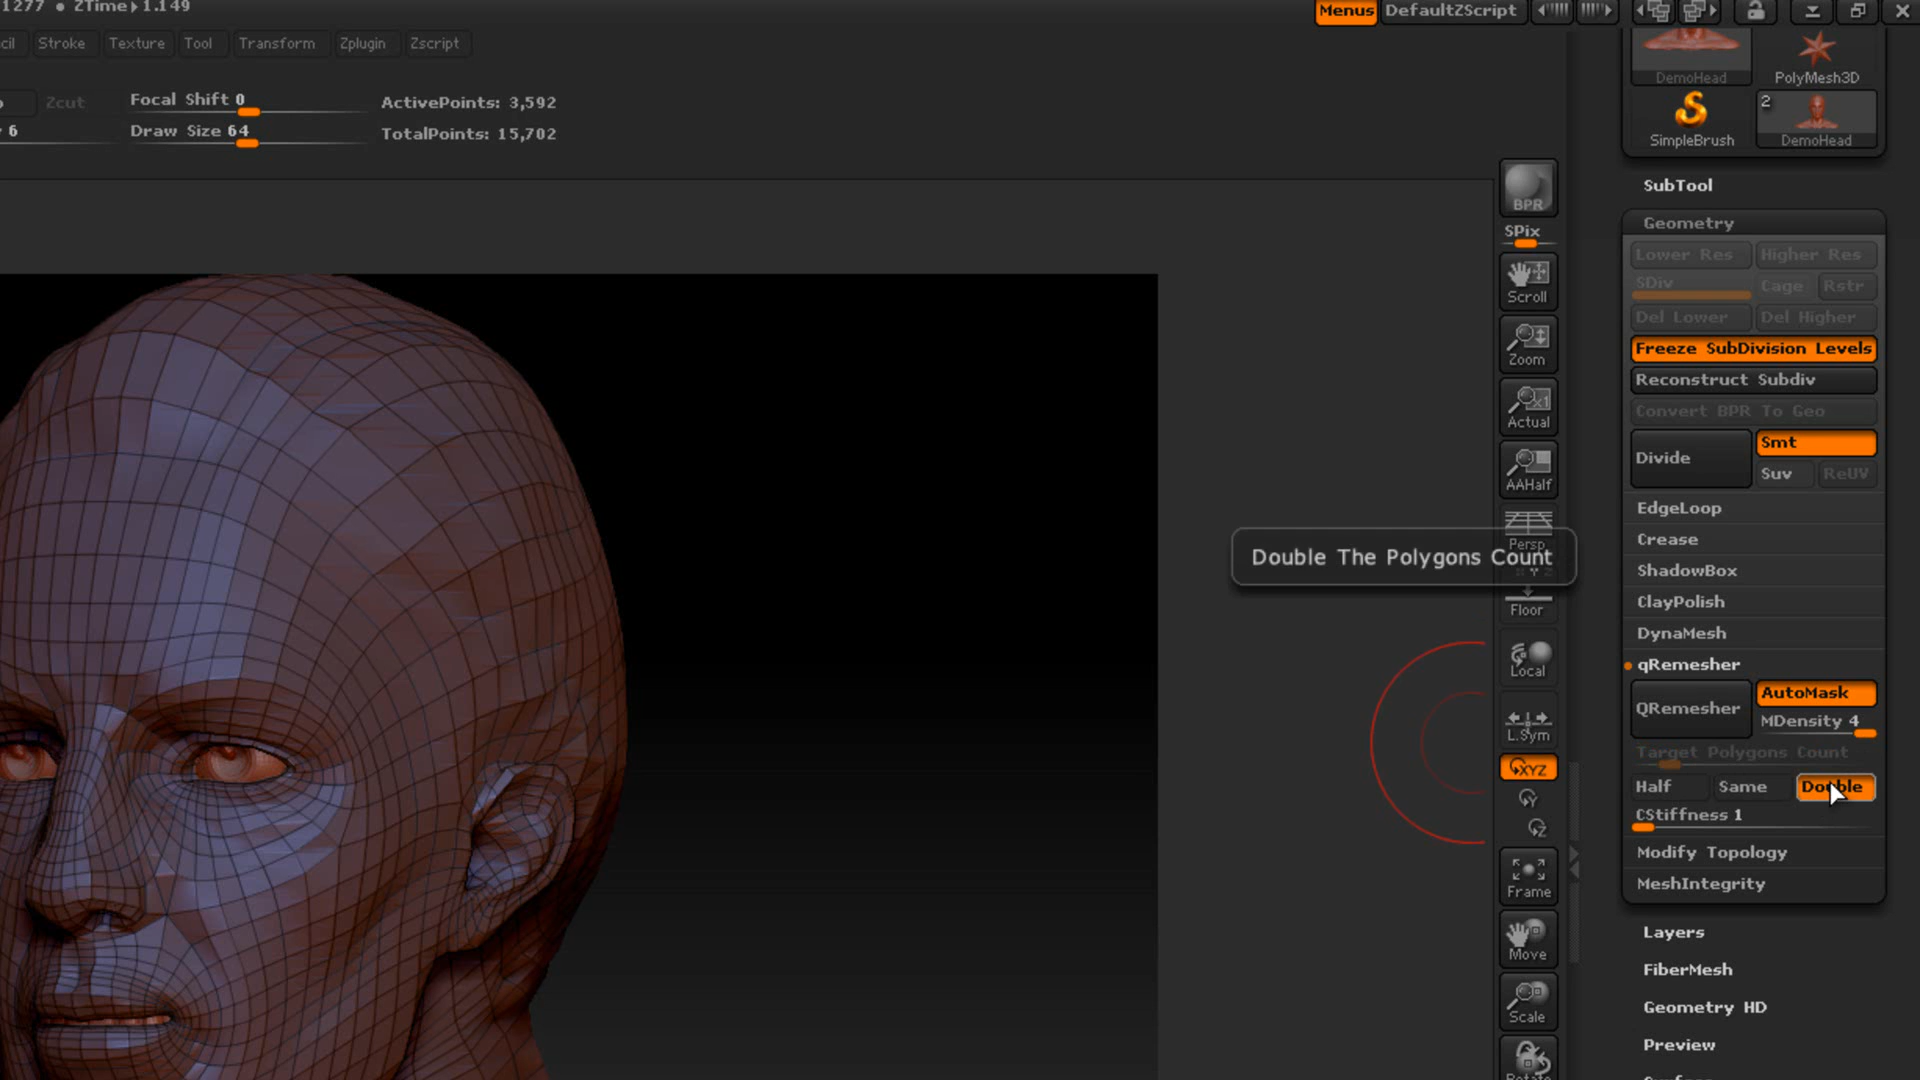 1277 • ZTime▸1.149
Menus DefaultZScript
cil Stroke Texture Tool Transform Zplugin Zscript
DemoHead PolyMesh3D
Zcut Focal Shift 0 ActivePoints: 3,592
6 Draw Size 64 TotalPoints: 15,702
2
SimpleBrush DemoHead
BPR
SPix
Scroll
Zoom
Actual
AAHalf
Persp
Double The Polygons Count
Floor
Local
L.Sym
XYZ
Y
Z
Frame
Move
Scale
Rotate
SubTool
Geometry
Lower Res Higher Res
SDiv Cage Rstr
Del Lower Del Higher
Freeze SubDivision Levels
Reconstruct Subdiv
Convert BPR To Geo
Divide Smt
Suv ReUV
EdgeLoop
Crease
ShadowBox
ClayPolish
DynaMesh
qRemesher
QRemesher AutoMask
MDensity 4
Target Polygons Count
Half Same Double
CStiffness 1
Modify Topology
MeshIntegrity
Layers
FiberMesh
Geometry HD
Preview